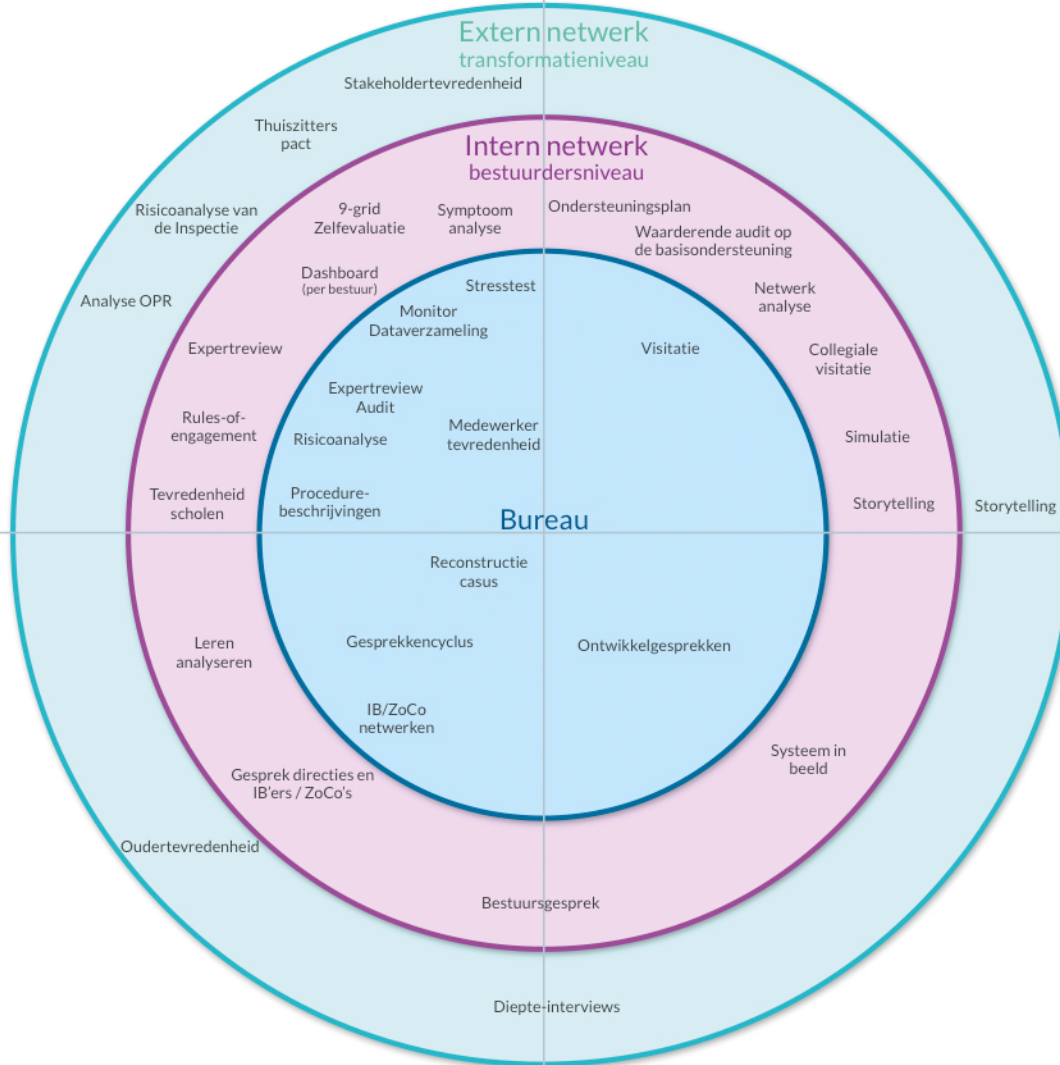 Extern netwerk
transformatieniveau
Stakeholdertevredenheid
Thuiszitters
pact
Intern netwerk
bestuurdersniveau
Risicoanalyse van
de Inspectie
9-grid
Zelfevaluatie
Symptoom
analyse
Ondersteuningsplan
Waarderende audit op
de basisondersteuning
Dashboard
(per bestuur)
Stresstest
Analyse OPR
Monitor
Dataverzameling
Netwerk
analyse
Expertreview
Visitatie
Collegiale
visitatie
Expertreview
Audit
Rules-of-
engagement
Risicoanalyse
Medewerker
tevredenheid
Simulatie
Tevredenheid
scholen
Procedure-
beschrijvingen
Bureau
Storytelling
Storytelling
Reconstructie
casus
Leren
analyseren
Gesprekkencyclus
Ontwikkelgesprekken
IB/ZoCo
netwerken
Systeem in
beeld
Gesprek directies en
IB'ers / ZoCo's
Oudertevredenheid
Bestuursgesprek
Diepte-interviews